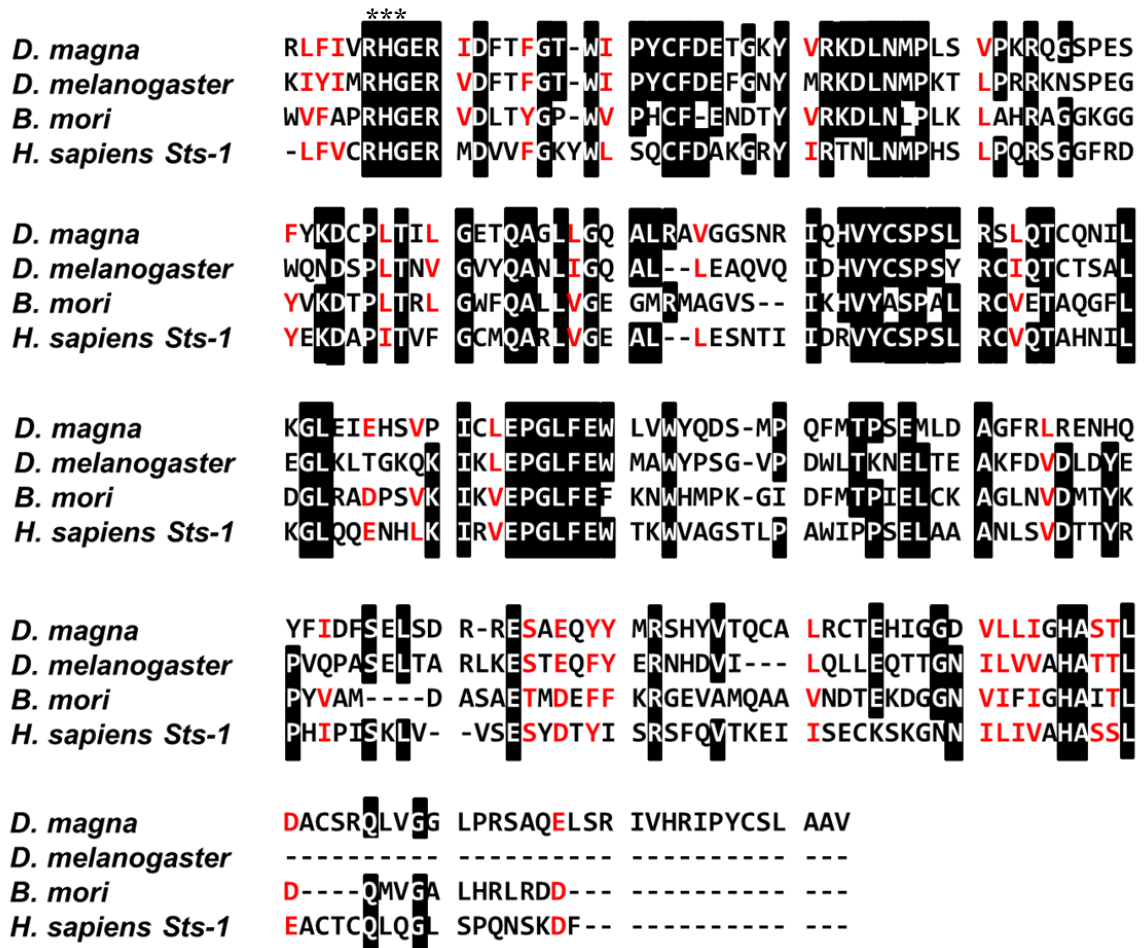 ***
D. magna RLFIVRHGER IDFTFGT-WI PYCFDETGKY VRKDLNMPLS VPKRQGSPES
D. melanogaster KIYIMRHGER VDFTFGT-WI PYCFDEFGNY MRKDLNMPKT LPRRKNSPEG
B. mori WVFAPRHGER VDLTYGP-WV PHCF-ENDTY VRKDLNLPLK LAHRAGGKGG
H. sapiens Sts-1 -LFVCRHGER MDVVFGKYWL SQCFDAKGRY IRTNLNMPHS LPQRSGGFRD
D. magna FYKDCPLTIL GETQAGLLGQ ALRAVGGSNR IQHVYCSPSL RSLQTCQNIL
D. melanogaster WQNDSPLTNV GVYQANLIGQ AL--LEAQVQ IDHVYCSPSY RCIQTCTSAL
B. mori YVKDTPLTRL GWFQALLVGE GMRMAGVS-- IKHVYASPAL RCVETAQGFL
H. sapiens Sts-1 YEKDAPITVF GCMQARLVGE AL--LESNTI IDRVYCSPSL RCVQTAHNIL
D. magna KGLEIEHSVP ICLEPGLFEW LVWYQDS-MP QFMTPSEMLD AGFRLRENHQ
D. melanogaster EGLKLTGKQK IKLEPGLFEW MAWYPSG-VP DWLTKNELTE AKFDVDLDYE
B. mori DGLRADPSVK IKVEPGLFEF KNWHMPK-GI DFMTPIELCK AGLNVDMTYK
H. sapiens Sts-1 KGLQQENHLK IRVEPGLFEW TKWVAGSTLP AWIPPSELAA ANLSVDTTYR
D. magna YFIDFSELSD R-RESAEQYY MRSHYVTQCA LRCTEHIGGD VLLIGHASTL
D. melanogaster PVQPASELTA RLKESTEQFY ERNHDVI--- LQLLEQTTGN ILVVAHATTL
B. mori PYVAM----D ASAETMDEFF KRGEVAMQAA VNDTEKDGGN VIFIGHAITL
H. sapiens Sts-1 PHIPISKLV- -VSESYDTYI SRSFQVTKEI ISECKSKGNN ILIVAHASSL
D. magna DACSRQLVGG LPRSAQELSR IVHRIPYCSL AAV
D. melanogaster ---------- ---------- ---------- ---
B. mori D----QMVGA LHRLRDD--- ---------- ---
H. sapiens Sts-1 EACTCQLQGL SPQNSKDF-- ---------- ---